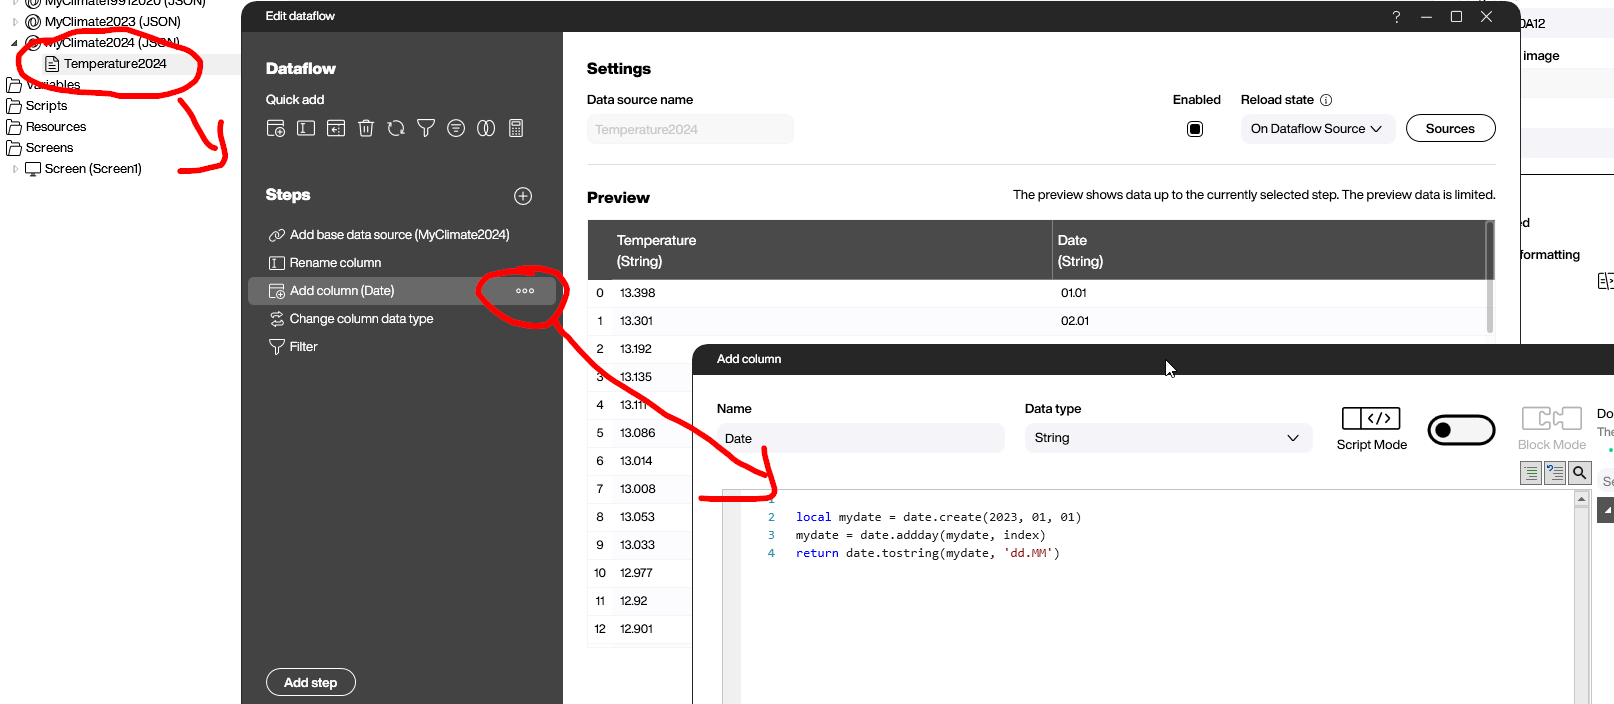 MyClimate19912020 (JSON)
MyClimate2023 (JSON)
MyClimate2024 (JSON)
Temperature2024
Variables
Scripts
Resources
Screens
Screen (Screen1)
Edit dataflow
?
Dataflow
Quick add
Steps
Add base data source (MyClimate2024)
Rename column
Add column (Date)
Change column data type
Filter
Add step
Settings
Data source name
Temperature2024
Enabled
Reload state
On Dataflow Source
Sources
Preview
The preview shows data up to the currently selected step. The preview data is limited.
Temperature
(String)
Date
(String)
0 13.398 01.01
1 13.301 02.01
2 13.192
3 13.135
4 13.111
5 13.086
6 13.014
7 13.008
8 13.053
9 13.033
10 12.977
11 12.92
12 12.901
Add column
Name
Date
Data type
String
Script Mode
Block Mode
Do
The
Se
1
2 local mydate = date.create(2023, 01, 01)
3 mydate = date.addday(mydate, index)
4 return date.tostring(mydate, 'dd.MM')
0A12
image
ed
formatting